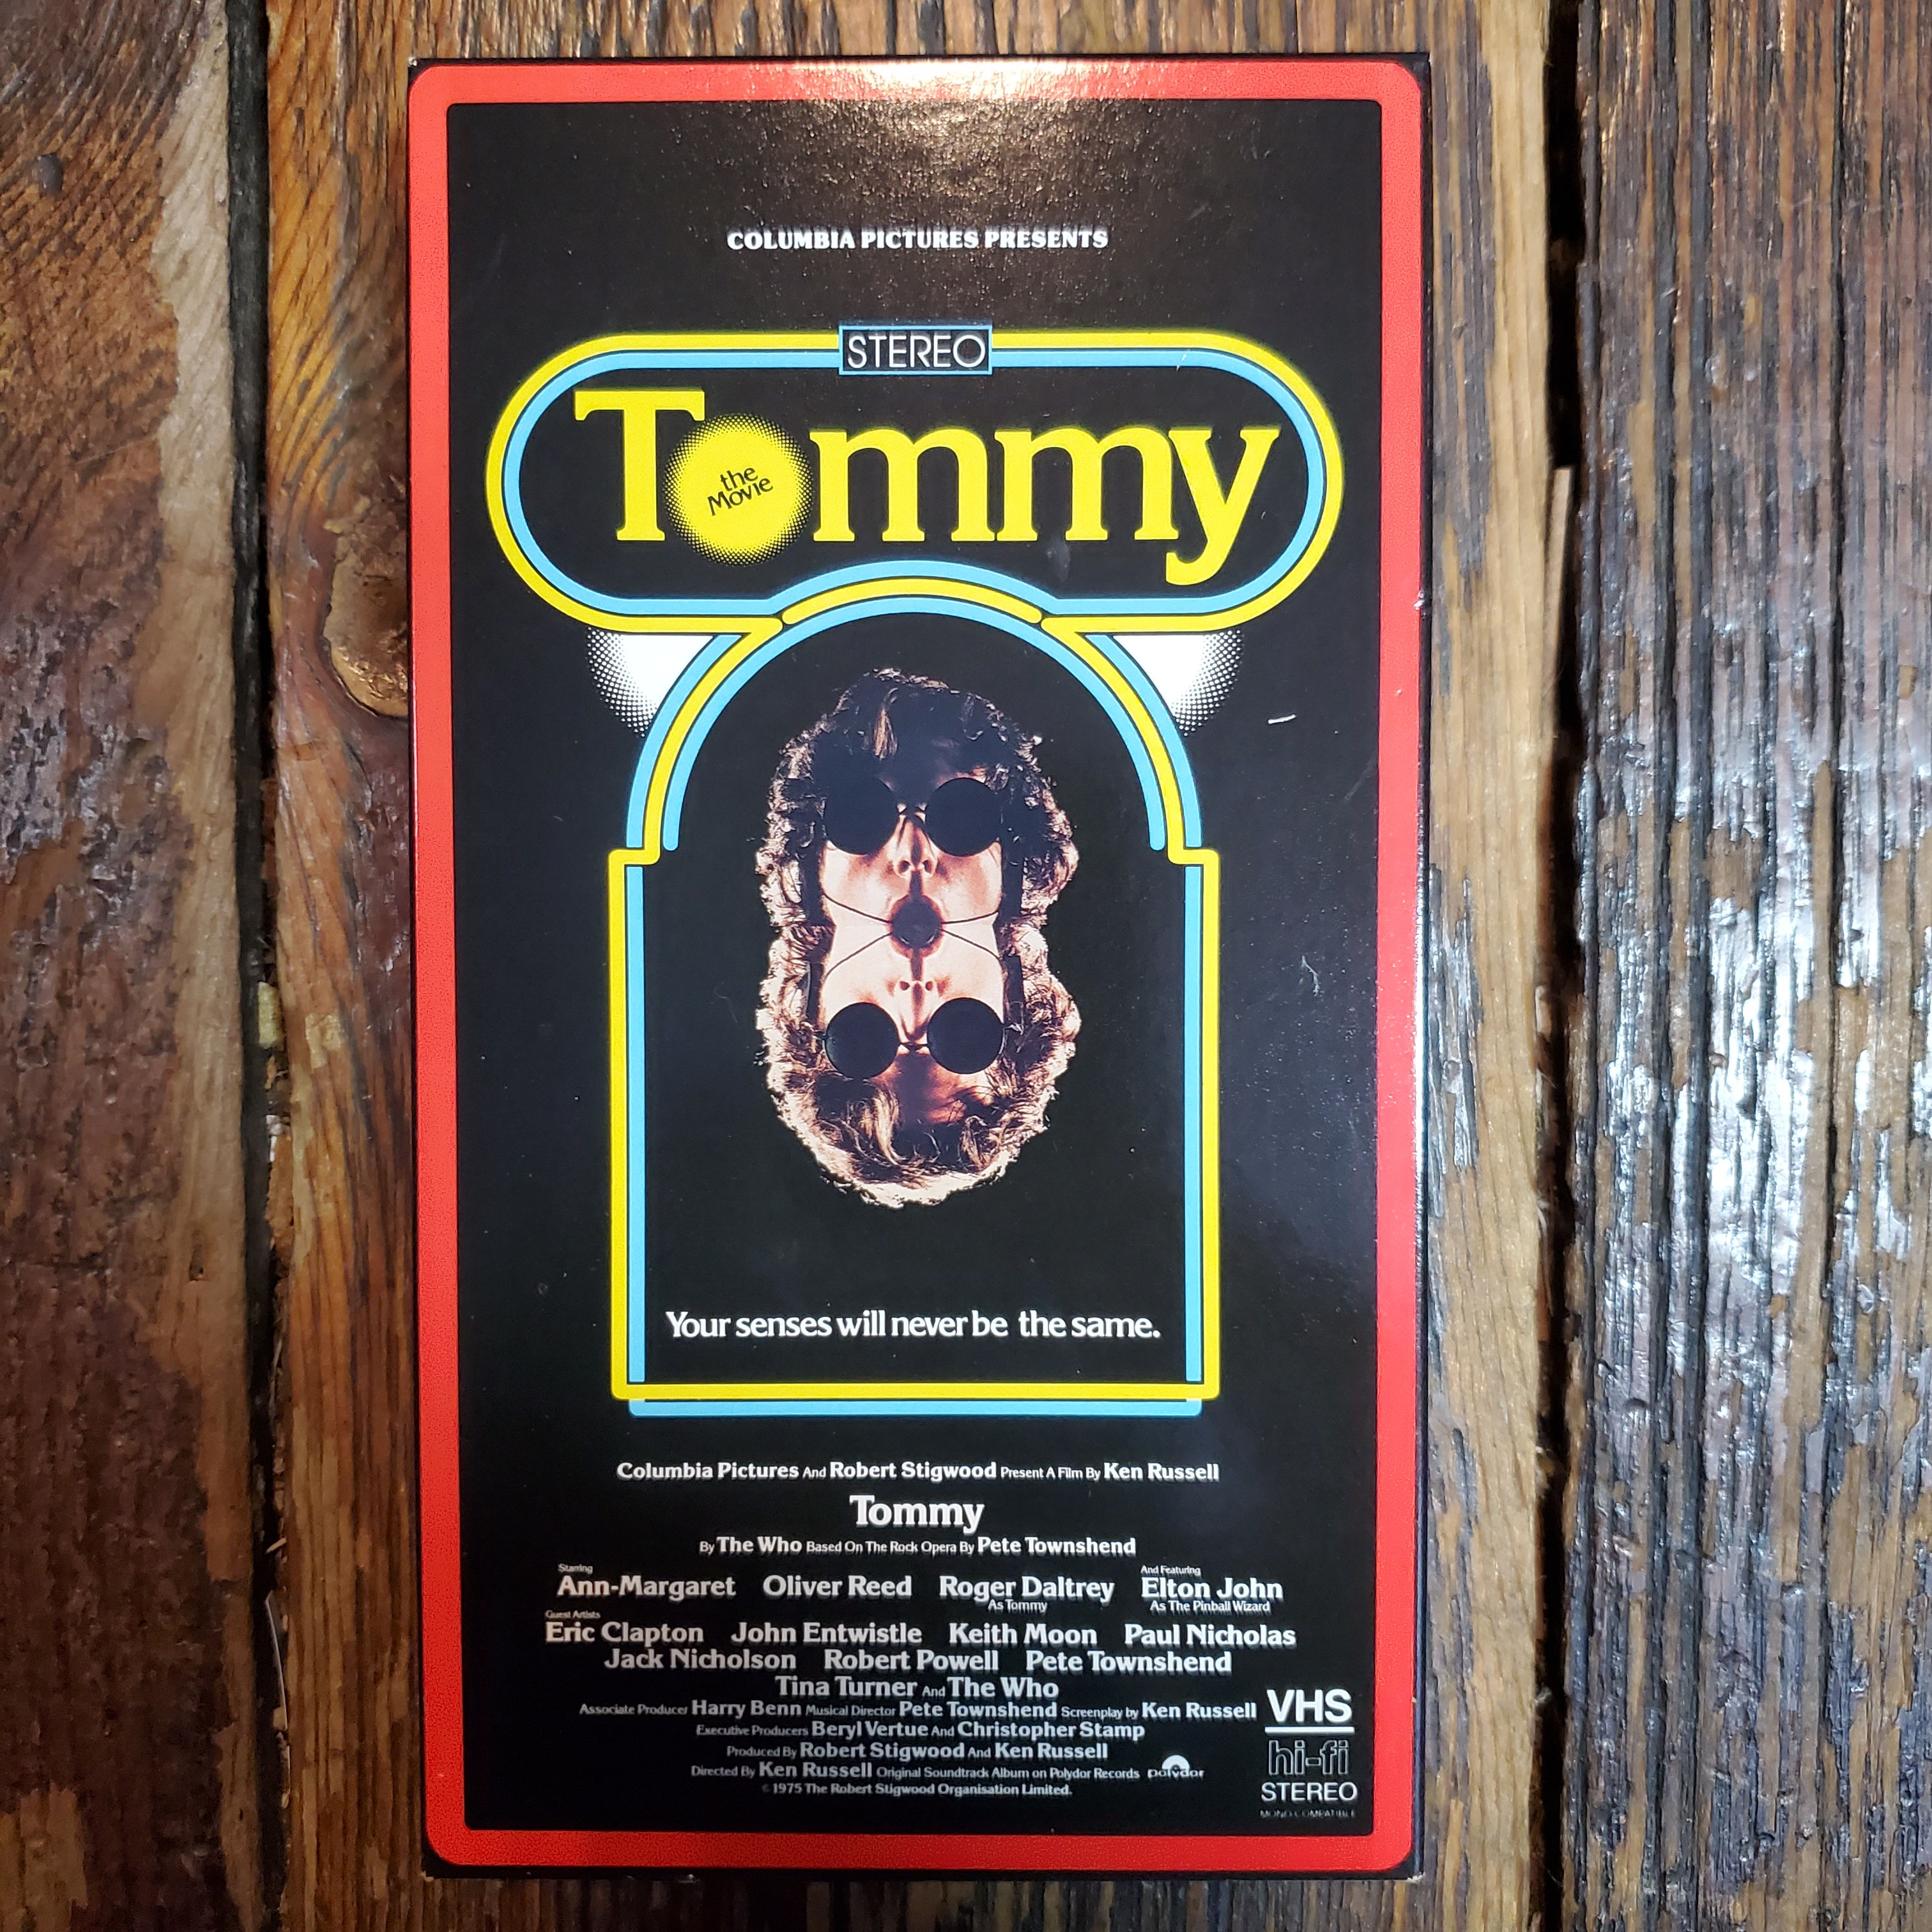 COLUMBIA PICTURES PRESENTS
STEREO
Tommy
the
Movie
Your senses will never be the same.
Columbia Pictures And Robert Stigwood Present A Film By Ken Russell
Tommy
By The Who Based On The Rock Opera By Pete Townshend
Starring And Featuring
Ann-Margaret Oliver Reed Roger Daltrey Elton John
As Tommy As The Pinball Wizard
Guest Artists
Eric Clapton John Entwistle Keith Moon Paul Nicholas
Jack Nicholson Robert Powell Pete Townshend
Tina Turner And The Who
Associate Producer Harry Benn Musical Director Pete Townshend Screenplay by Ken Russell
Executive Producers Beryl Vertue And Christopher Stamp
Produced By Robert Stigwood And Ken Russell
Directed By Ken Russell Original Soundtrack Album on Polydor Records polydor
©1975 The Robert Stigwood Organisation Limited.
VHS
hi-fi
STEREO
MONO COMPATIBLE